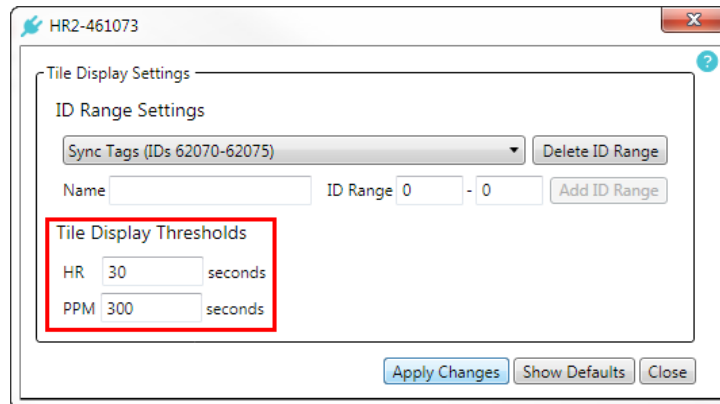 HR2-461073
x
?
Tile Display Settings
ID Range Settings
Sync Tags (IDs 62070-62075) Delete ID Range
Name ID Range 0 - 0 Add ID Range
Tile Display Thresholds
HR 30 seconds
PPM 300 seconds
Apply Changes Show Defaults Close